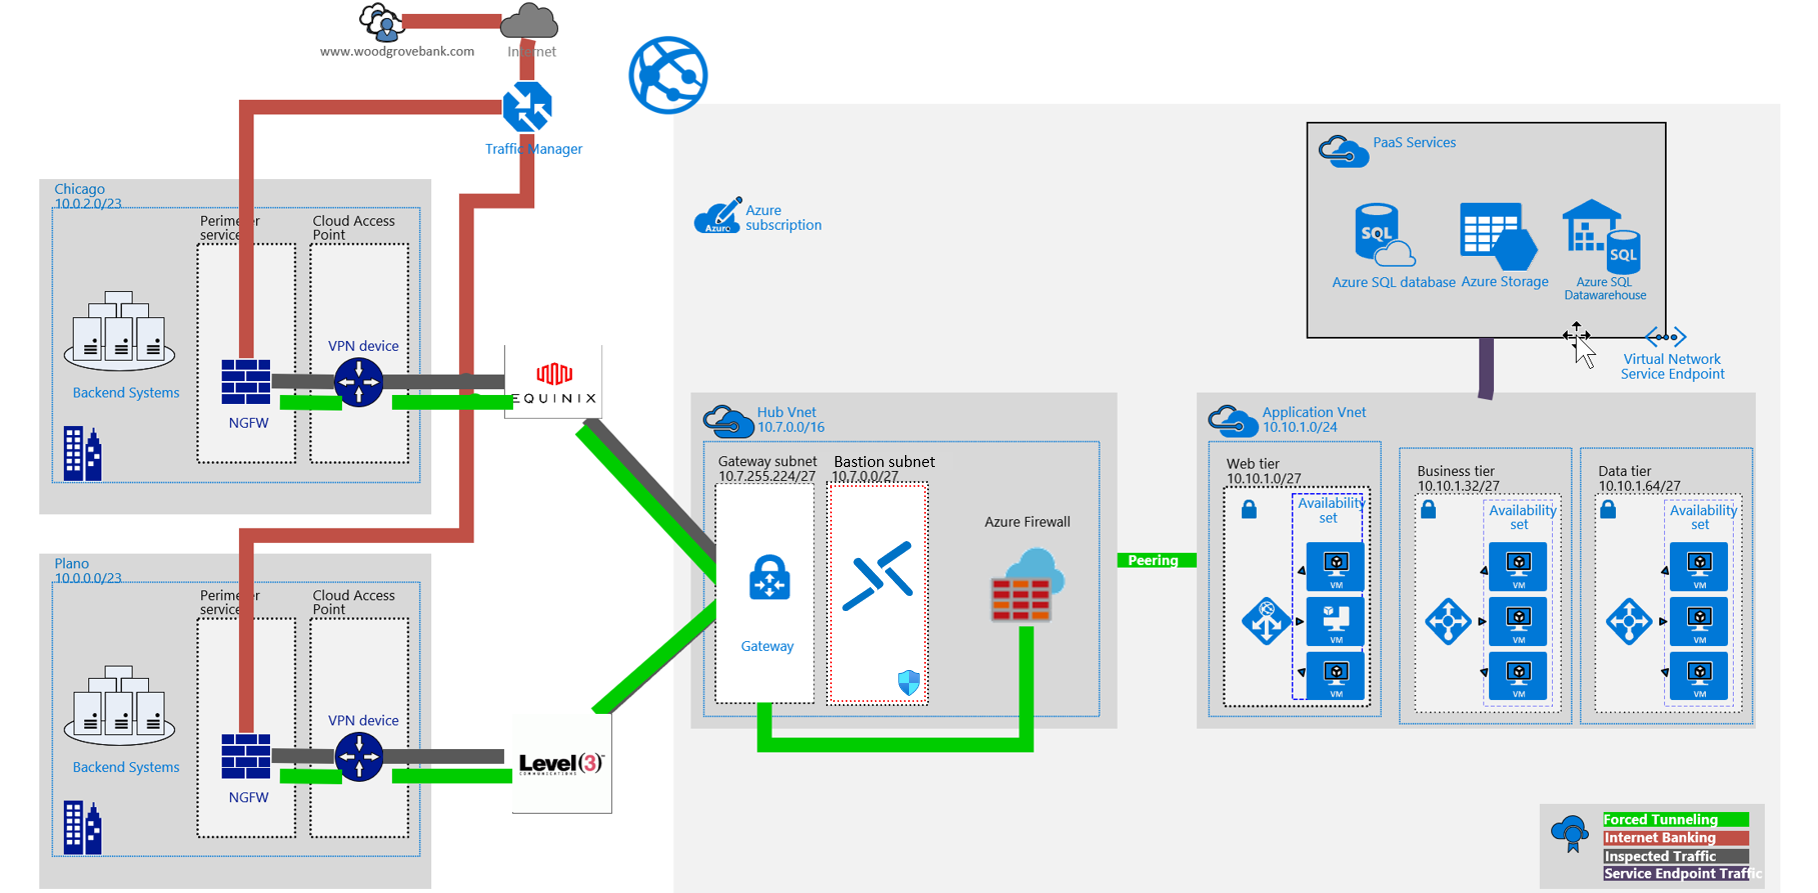 www.woodgrovebank.com
Internet
Traffic Manager
Chicago
10.0.2.0/23
Perimeter
service
Cloud Access
Point
VPN device
Backend Systems
NGFW
EQUINIX
Plano
10.0.0.0/23
Perimeter
service
Cloud Access
Point
VPN device
Backend Systems
NGFW
Level(3)
COMMUNICATIONS
Azure
Azure
subscription
PaaS Services
SQL
SQL
Azure SQL database
Azure Storage
Azure SQL
Datawarehouse
Virtual Network
Service Endpoint
Hub Vnet
10.7.0.0/16
Gateway subnet
10.7.255.224/27
Bastion subnet
10.7.0.0/27
Azure Firewall
Gateway
Peering
Application Vnet
10.10.1.0/24
Web tier
10.10.1.0/27
Availability
set
VM
VM
VM
Business tier
10.10.1.32/27
Availability
set
VM
VM
VM
Data tier
10.10.1.64/27
Availability
set
VM
VM
VM
Forced Tunneling
Internet Banking
Inspected Traffic
Service Endpoint Traffic